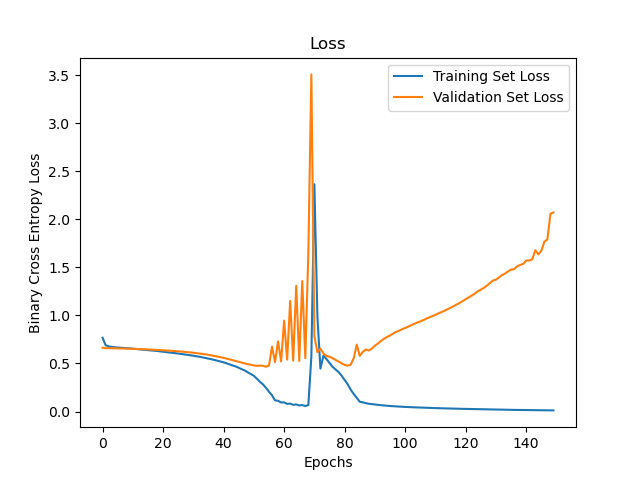 Loss
Training Set Loss
Validation Set Loss
Binary Cross Entropy Loss
3.5
3.0
2.5
2.0
1.5
1.0
0.5
0.0
0 20 40 60 80 100 120 140
Epochs